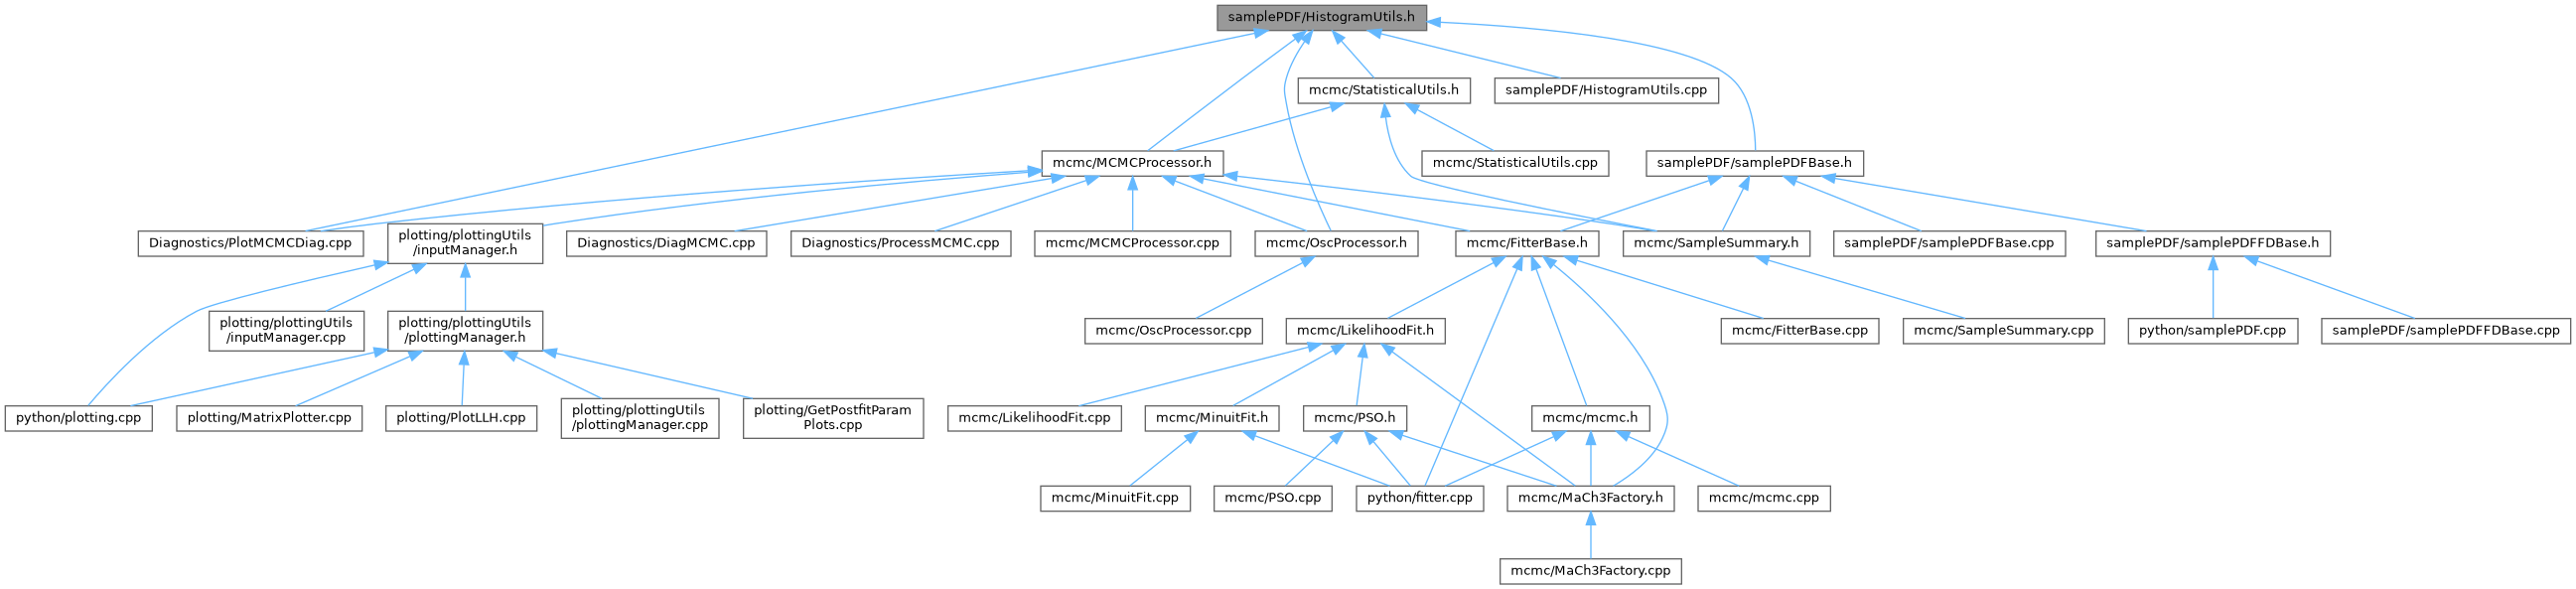 samplePDF/HistogramUtils.h
mcmc/StatisticalUtils.h
samplePDF/HistogramUtils.cpp
mcmc/MCMCProcessor.h
mcmc/StatisticalUtils.cpp
samplePDF/samplePDFBase.h
Diagnostics/PlotMCMCDiag.cpp
plotting/plottingUtils
/inputManager.h
Diagnostics/DiagMCMC.cpp
Diagnostics/ProcessMCMC.cpp
mcmc/MCMCProcessor.cpp
mcmc/OscProcessor.h
mcmc/FitterBase.h
mcmc/SampleSummary.h
samplePDF/samplePDFBase.cpp
samplePDF/samplePDFFDBase.h
plotting/plottingUtils
/inputManager.cpp
plotting/plottingUtils
/plottingManager.h
mcmc/OscProcessor.cpp
mcmc/LikelihoodFit.h
mcmc/FitterBase.cpp
mcmc/SampleSummary.cpp
python/samplePDF.cpp
samplePDF/samplePDFFDBase.cpp
python/plotting.cpp
plotting/MatrixPlotter.cpp
plotting/PlotLLH.cpp
plotting/plottingUtils
/plottingManager.cpp
plotting/GetPostfitParam
Plots.cpp
mcmc/LikelihoodFit.cpp
mcmc/MinuitFit.h
mcmc/PSO.h
mcmc/mcmc.h
mcmc/MinuitFit.cpp
mcmc/PSO.cpp
python/fitter.cpp
mcmc/MaCh3Factory.h
mcmc/mcmc.cpp
mcmc/MaCh3Factory.cpp